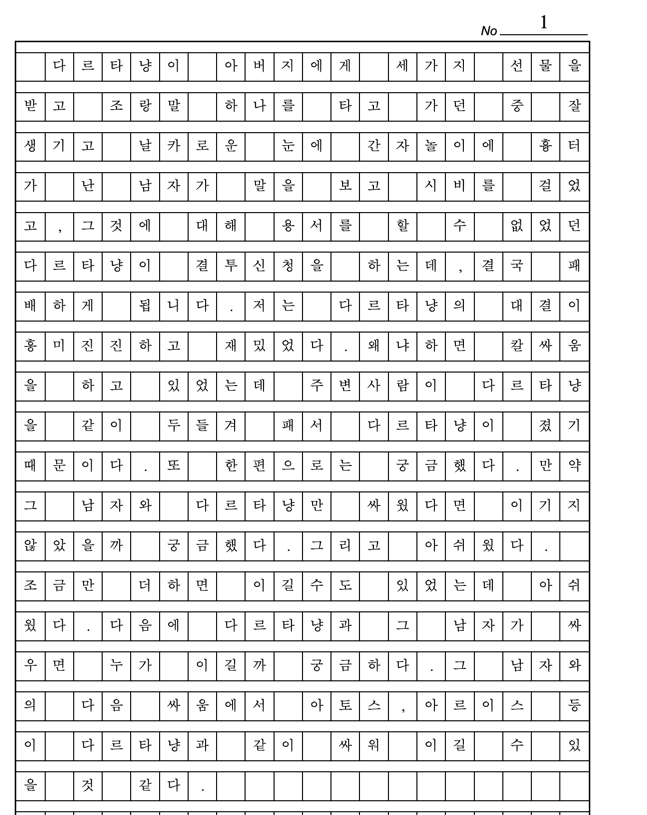 No 1
다르타냥이 아버지에게 세가지 선물을
받고 조랑말 하나를 타고 가던 중 잘
생기고 날카로운 눈에 간자놀이에 흉터
가 난 남자가 말을 보고 시비를 걸었
고,그것에 대해 용서를 할 수 없었던
다르타냥이 결투신청을 하는데,결국 패
배하게 됩니다.저는 다르타냥의 대결이
흥미진진하고 재밌었다.왜냐하면 칼싸움
을 하고 있었는데 주변사람이 다르타냥
을 같이 두들겨 패서 다르타냥이 졌기
때문이다.또 한편으로는 궁금했다.만약
그 남자와 다르타냥만 싸웠다면 이기지
않았을까 궁금했다.그리고 아쉬웠다.
조금만 더하면 이길수도 있었는데 아쉬
웠다.다음에 다르타냥과 그 남자가 싸
우면 누가 이길까 궁금하다.그 남자와
의 다음 싸움에서 아토스,아르이스 등
이 다르타냥과 같이 싸워 이길 수 있
을 것 같다.